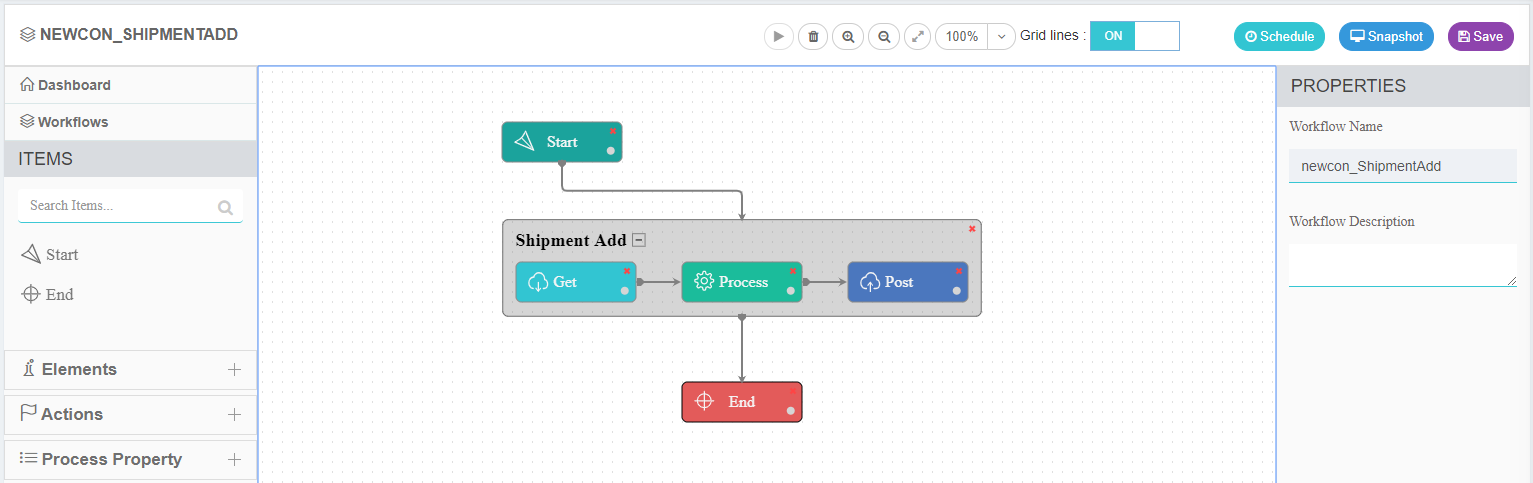 NEWCON_SHIPMENTADD
100%
Grid lines :
ON
Schedule
Snapshot
Save
Dashboard
Workflows
ITEMS
Search Items...
Start
End
Elements
Actions
Process Property
Start
Shipment Add
Get
Process
Post
End
PROPERTIES
Workflow Name
newcon_ShipmentAdd
Workflow Description